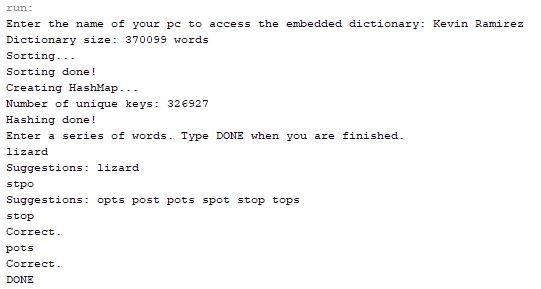 run:
Enter the name of your pc to access the embedded dictionary: Kevin Ramirez
Dictionary size: 370099 words
Sorting...
Sorting done!
Creating HashMap...
Number of unique keys: 326927
Hashing done!
Enter a series of words. Type DONE when you are finished.
lizard
Suggestions: lizard
stpo
Suggestions: opts post pots spot stop tops
stop
Correct.
pots
Correct.
DONE